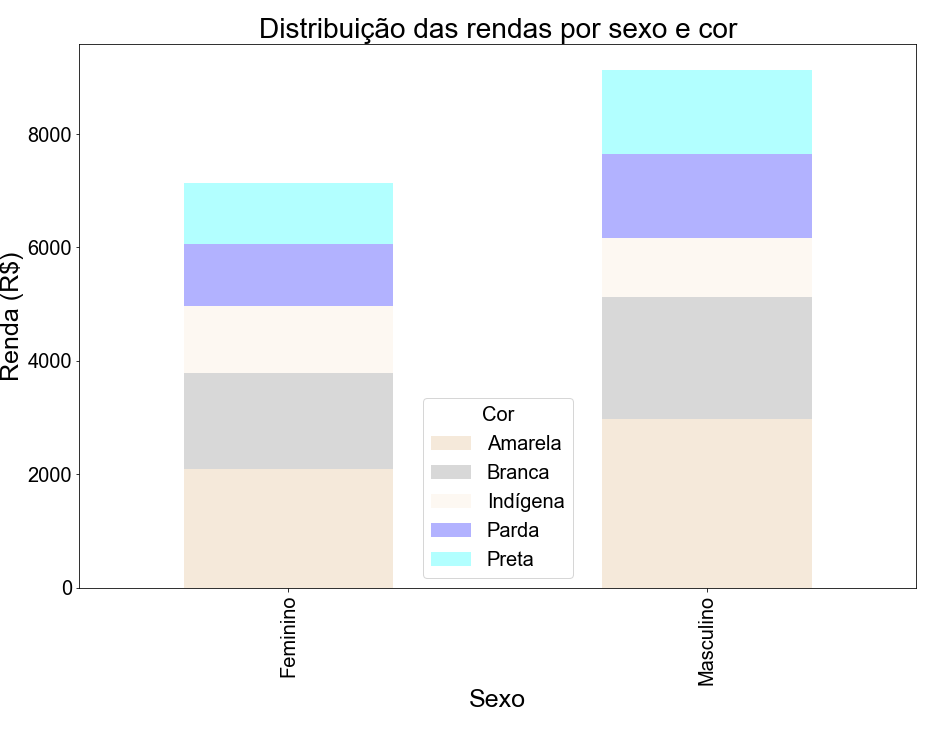 Distribuição das rendas por sexo e cor
Renda (R$)
8000
6000
4000
2000
0
Cor
Amarela
Branca
Indígena
Parda
Preta
Feminino
Masculino
Sexo